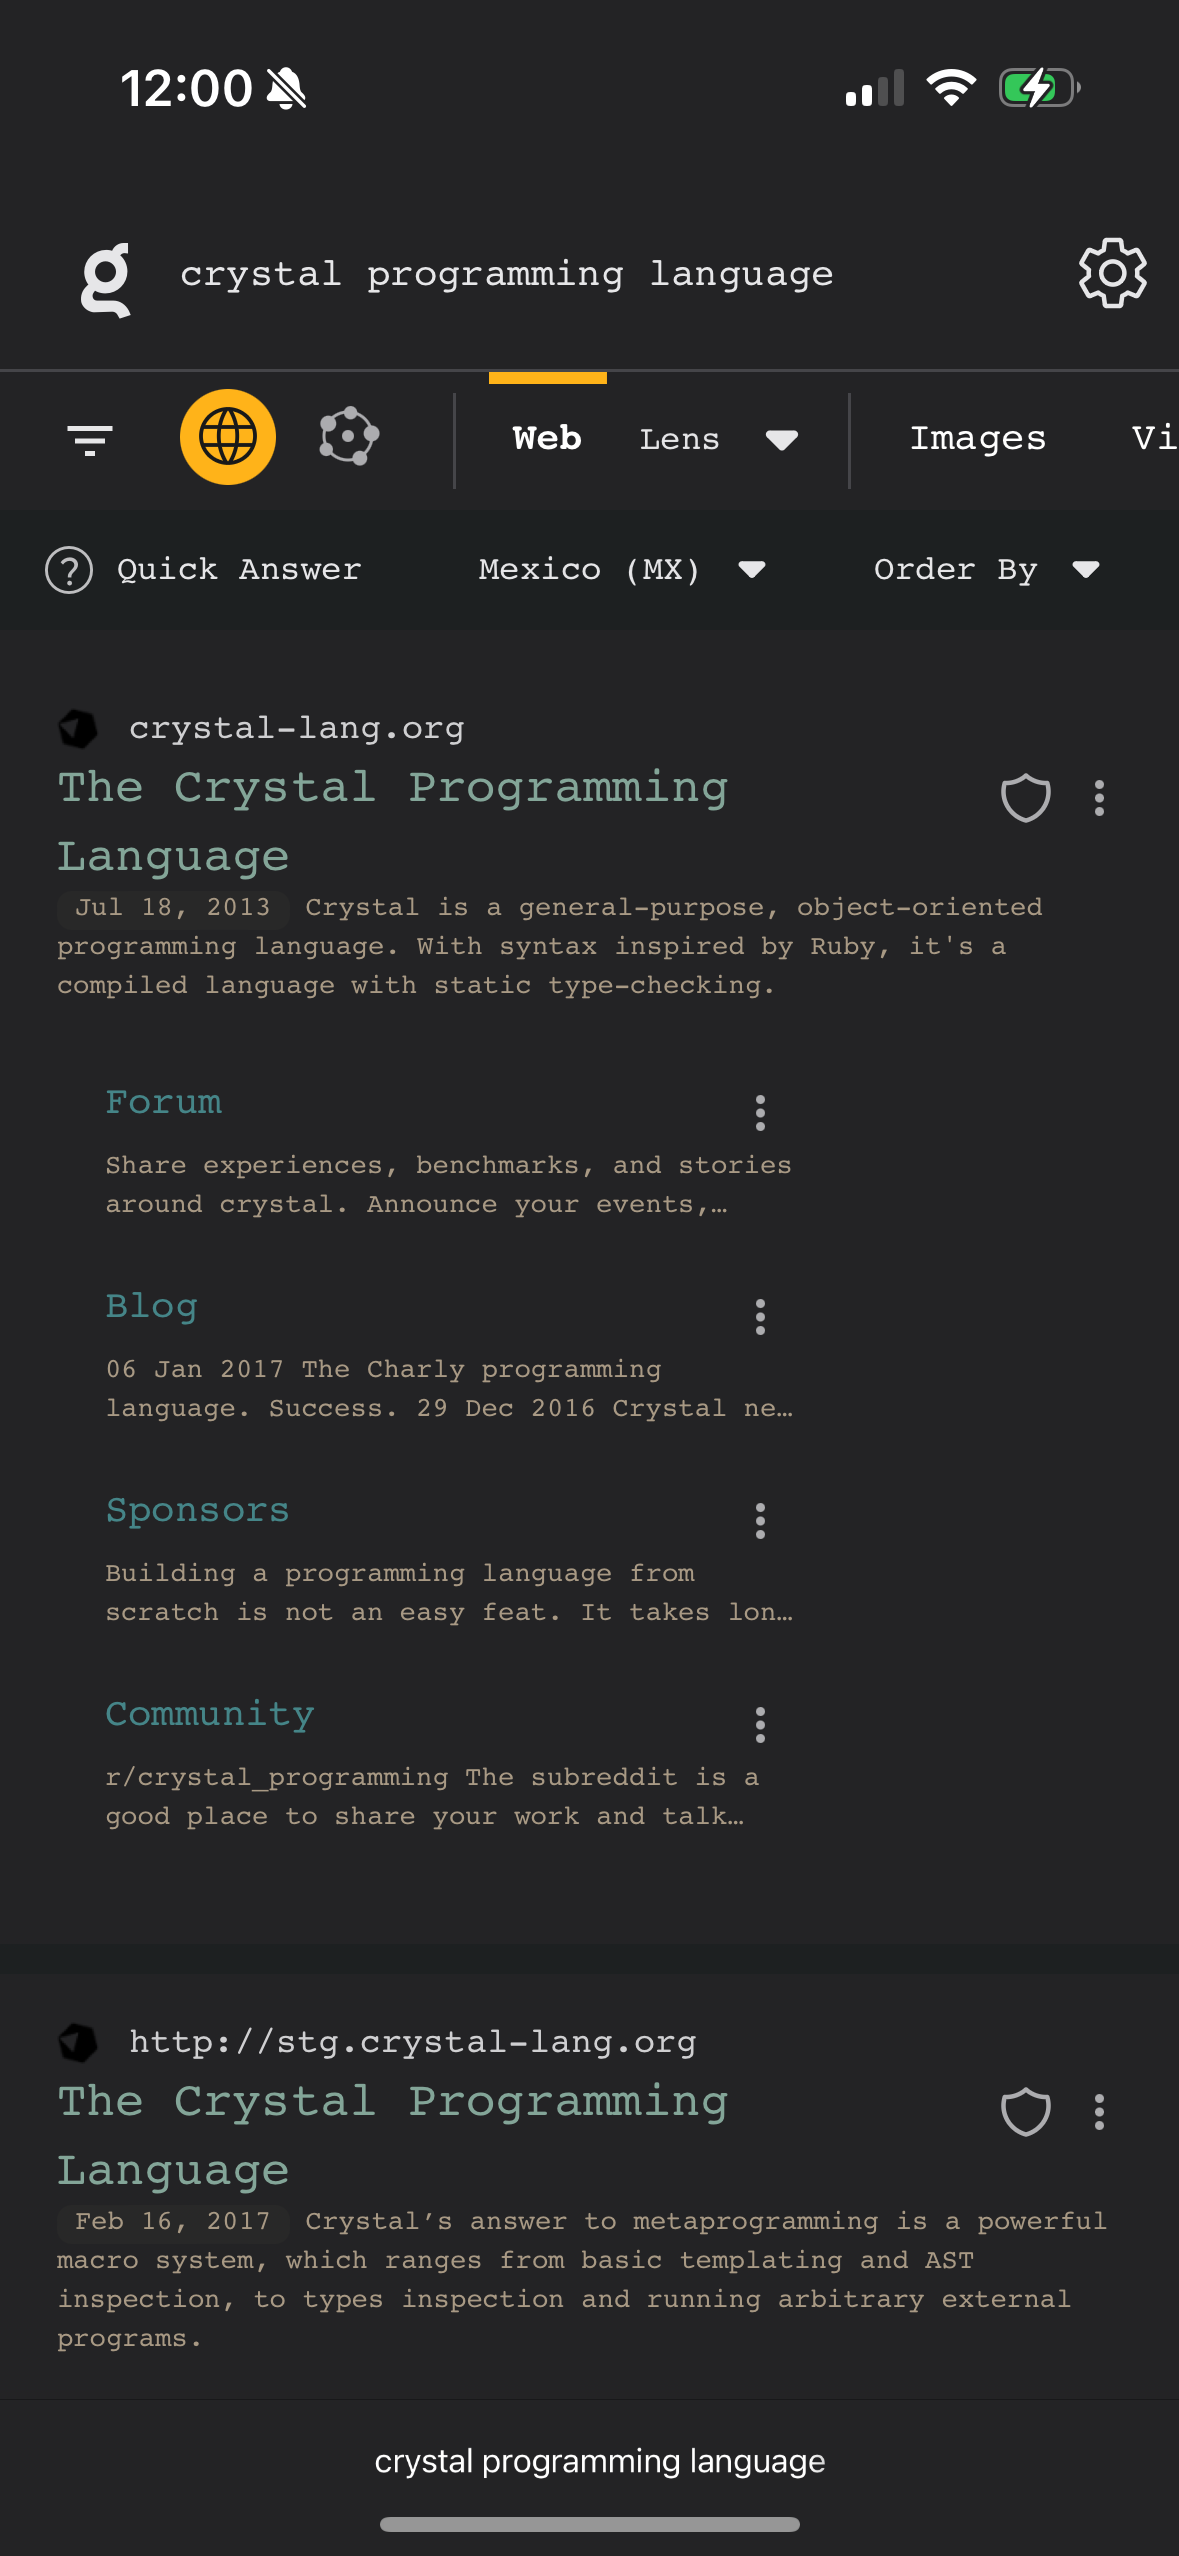 12:00
g crystal programming language
Web Lens Images Vi
? Quick Answer Mexico (MX) Order By
crystal-lang.org
The Crystal Programming
Language
Jul 18, 2013 Crystal is a general-purpose, object-oriented
programming language. With syntax inspired by Ruby, it's a
compiled language with static type-checking.
Forum
Share experiences, benchmarks, and stories
around crystal. Announce your events,…
Blog
06 Jan 2017 The Charly programming
language. Success. 29 Dec 2016 Crystal ne…
Sponsors
Building a programming language from
scratch is not an easy feat. It takes lon…
Community
r/crystal_programming The subreddit is a
good place to share your work and talk…
http://stg.crystal-lang.org
The Crystal Programming
Language
Feb 16, 2017 Crystal’s answer to metaprogramming is a powerful
macro system, which ranges from basic templating and AST
inspection, to types inspection and running arbitrary external
programs.
crystal programming language